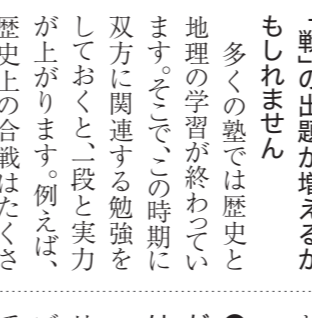 「戦」の出題が増えるか
もしれません
多くの塾では歴史と
地理の学習が終わってい
ます。そこで、この時期に
双方に関連する勉強を
しておくと、一段と実力
が上がります。例えば、
歴史上の合戦はたくさ